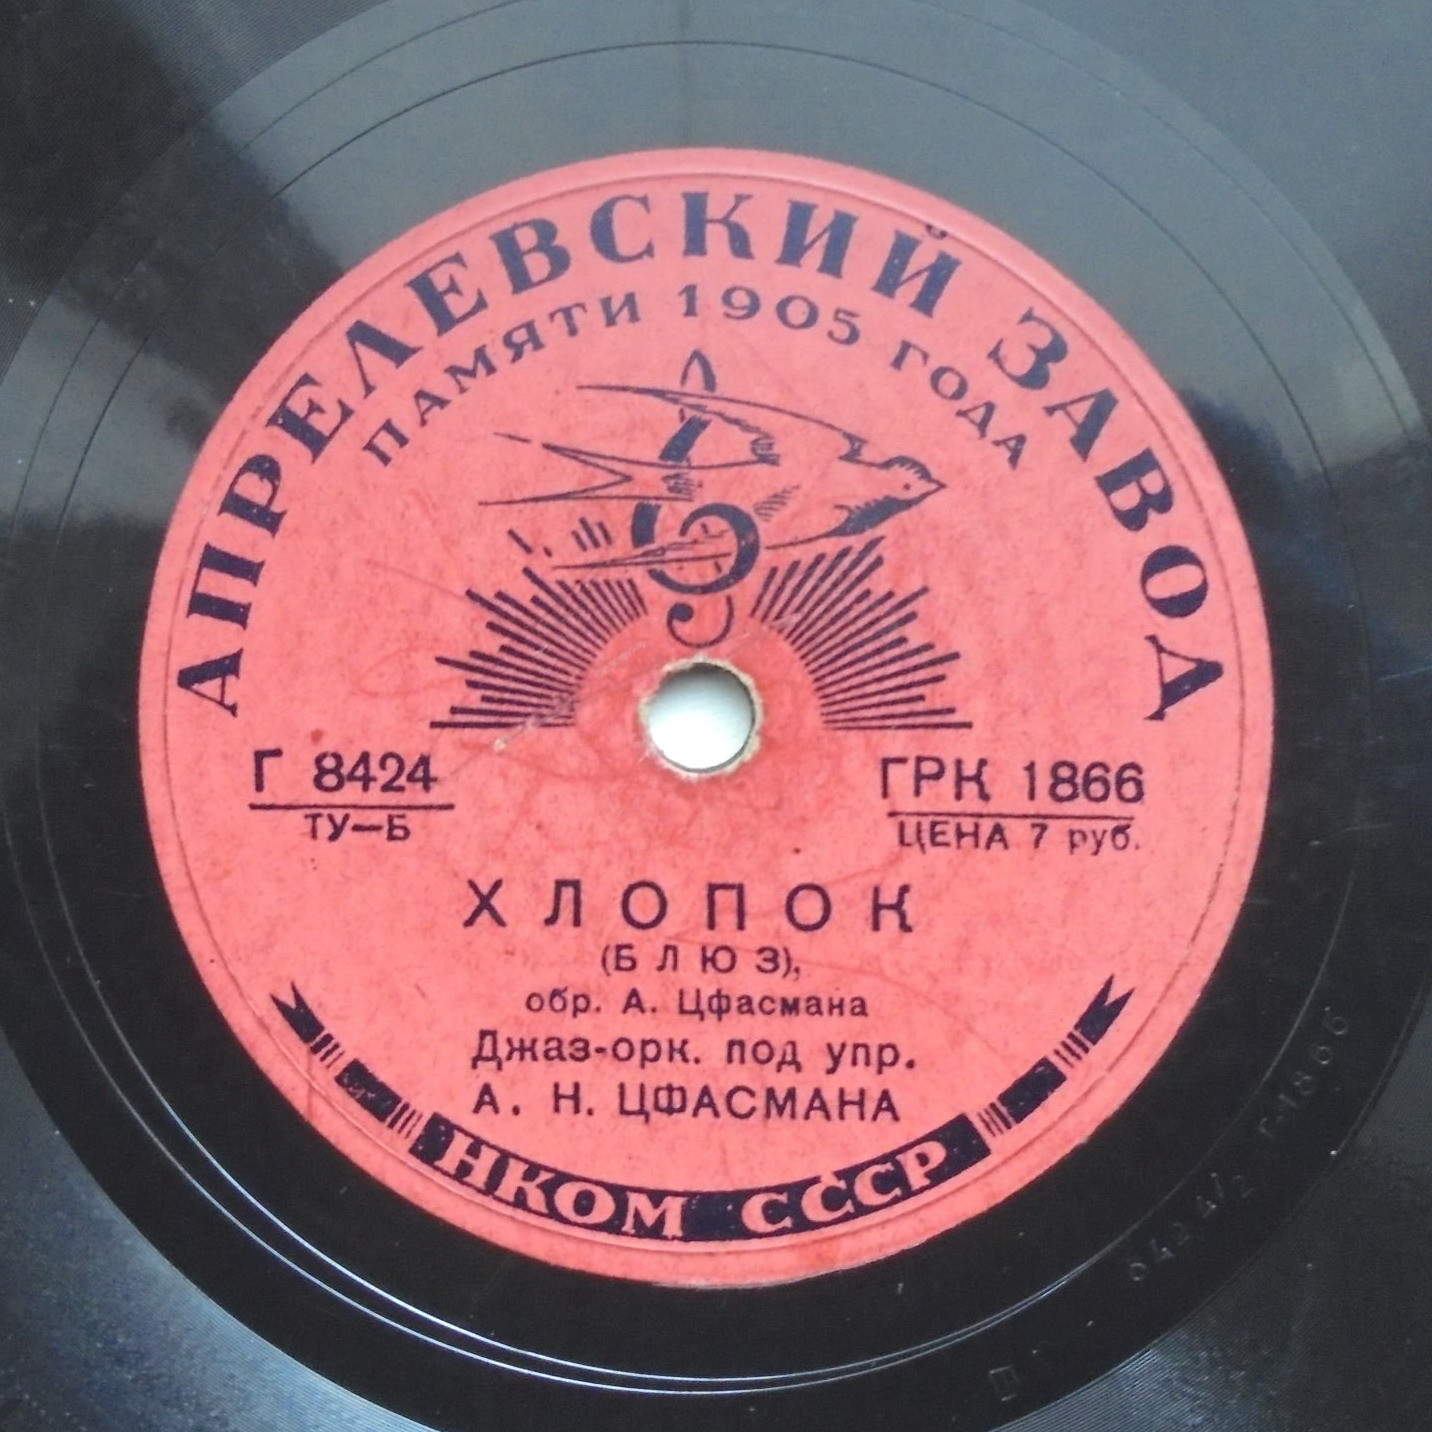 АПРЕЛЕВСКИЙ ЗАВОД
ПАМЯТИ 1905 ГОДА
Г 8424
ТУ—Б
ГРК 1866
ЦЕНА 7 руб.
ХЛОПОК
(БЛЮЗ),
обр. А. Цфасмана
Джаз-орк. под упр.
А. Н. ЦФАСМАНА
НКОМ СССР
Г-1866